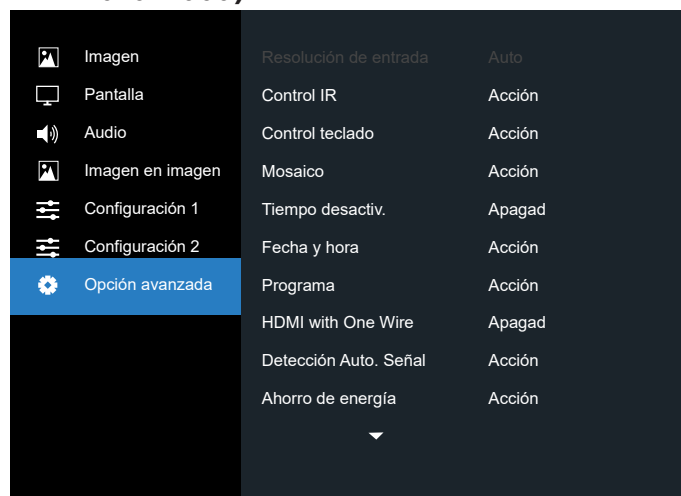 Imagen
Pantalla
Audio
Imagen en imagen
Configuración 1
Configuración 2
Opción avanzada
Resolución de entrada Auto
Control IR Acción
Control teclado Acción
Mosaico Acción
Tiempo desactiv. Apagad
Fecha y hora Acción
Programa Acción
HDMI with One Wire Apagad
Detección Auto. Señal Acción
Ahorro de energía Acción